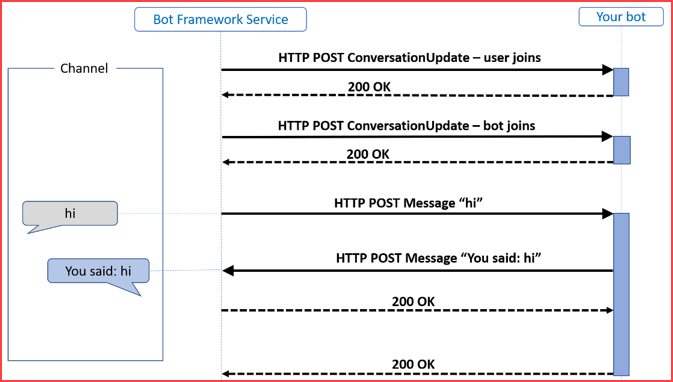 Bot Framework Service
Your bot
HTTP POST ConversationUpdate – user joins
Channel
200 OK
HTTP POST ConversationUpdate – bot joins
200 OK
HTTP POST Message “hi”
hi
HTTP POST Message “You said: hi”
You said: hi
200 OK
200 OK